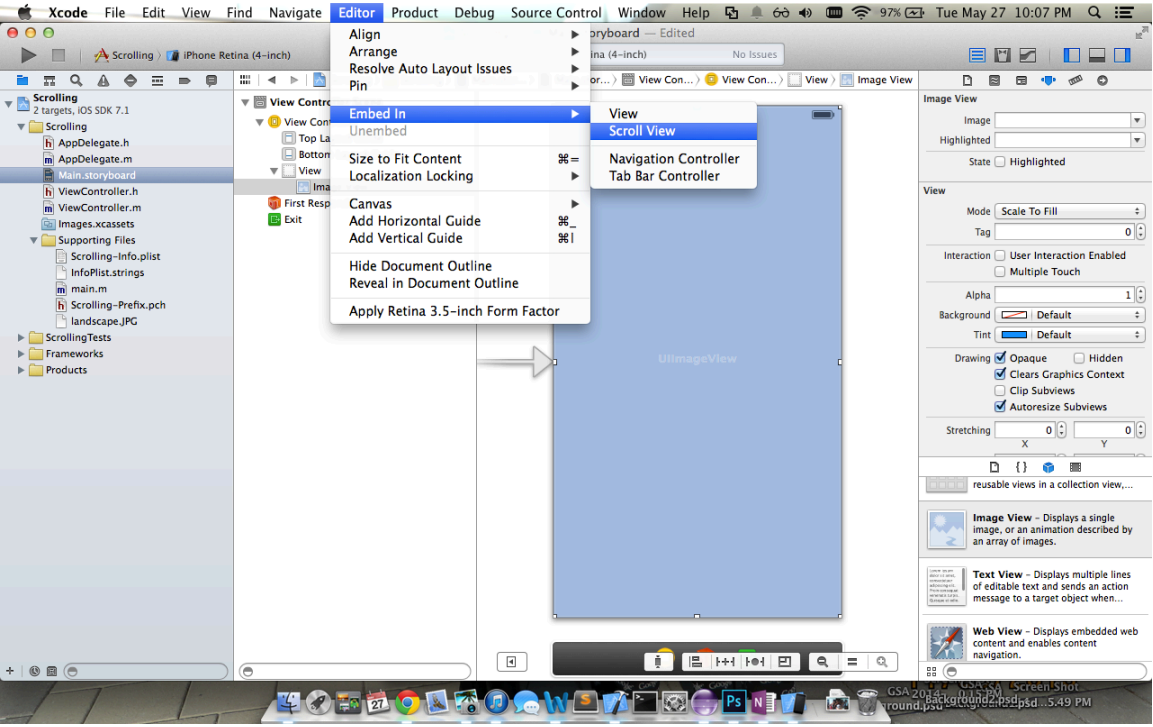 Xcode File Edit View Find Navigate Editor Product Debug Source Control Window Help 97% Tue May 27 10:07 PM
oryboard — Edited
Scrolling iPhone Retina (4-inch)
ina (4-inch) No Issues
or... View Con... View Con... View Image View
Align
Arrange
Resolve Auto Layout Issues
Pin
Embed In
Unembed
Size to Fit Content ⌘=
Localization Locking
Canvas
Add Horizontal Guide ⌘_
Add Vertical Guide ⌘|
Hide Document Outline
Reveal in Document Outline
Apply Retina 3.5-inch Form Factor
View
Scroll View
Navigation Controller
Tab Bar Controller
Scrolling
2 targets, iOS SDK 7.1
Scrolling
AppDelegate.h
AppDelegate.m
Main.storyboard
ViewController.h
ViewController.m
Images.xcassets
Supporting Files
Scrolling-Info.plist
InfoPlist.strings
main.m
Scrolling-Prefix.pch
landscape.JPG
ScrollingTests
Frameworks
Products
View Contro
View Cont
Top La
Bottom
View
Ima
First Resp
Exit
UIImageView
Image View
Image
Highlighted
State Highlighted
View
Mode Scale To Fill
Tag 0
Interaction User Interaction Enabled
Multiple Touch
Alpha 1
Background Default
Tint Default
Drawing Opaque Hidden
Clears Graphics Context
Clip Subviews
Autoresize Subviews
Stretching 0 0
X Y
reusable views in a collection view,...
Image View – Displays a single
image, or an animation described by
an array of images.
Text View – Displays multiple lines
of editable text and sends an action
message to a target object when...
Web View – Displays embedded web
content and enables content
navigation.
27
Ps